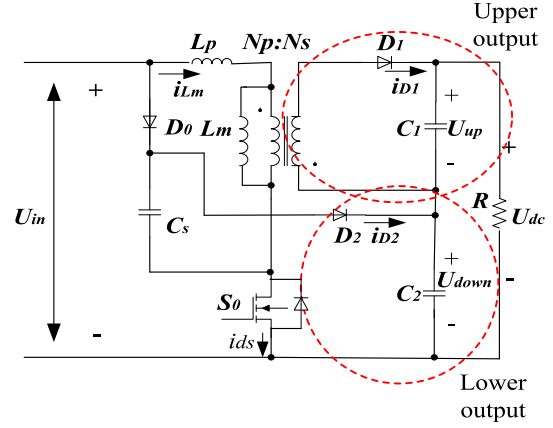 Upper
output
Lp
Np:Ns
D1
iLm
iD1
+
+
D0
Lm
C1
Uup
-
+
Uin
Cs
D2
iD2
R
Udc
+
Udown
C2
-
-
S0
ids
-
Lower
output